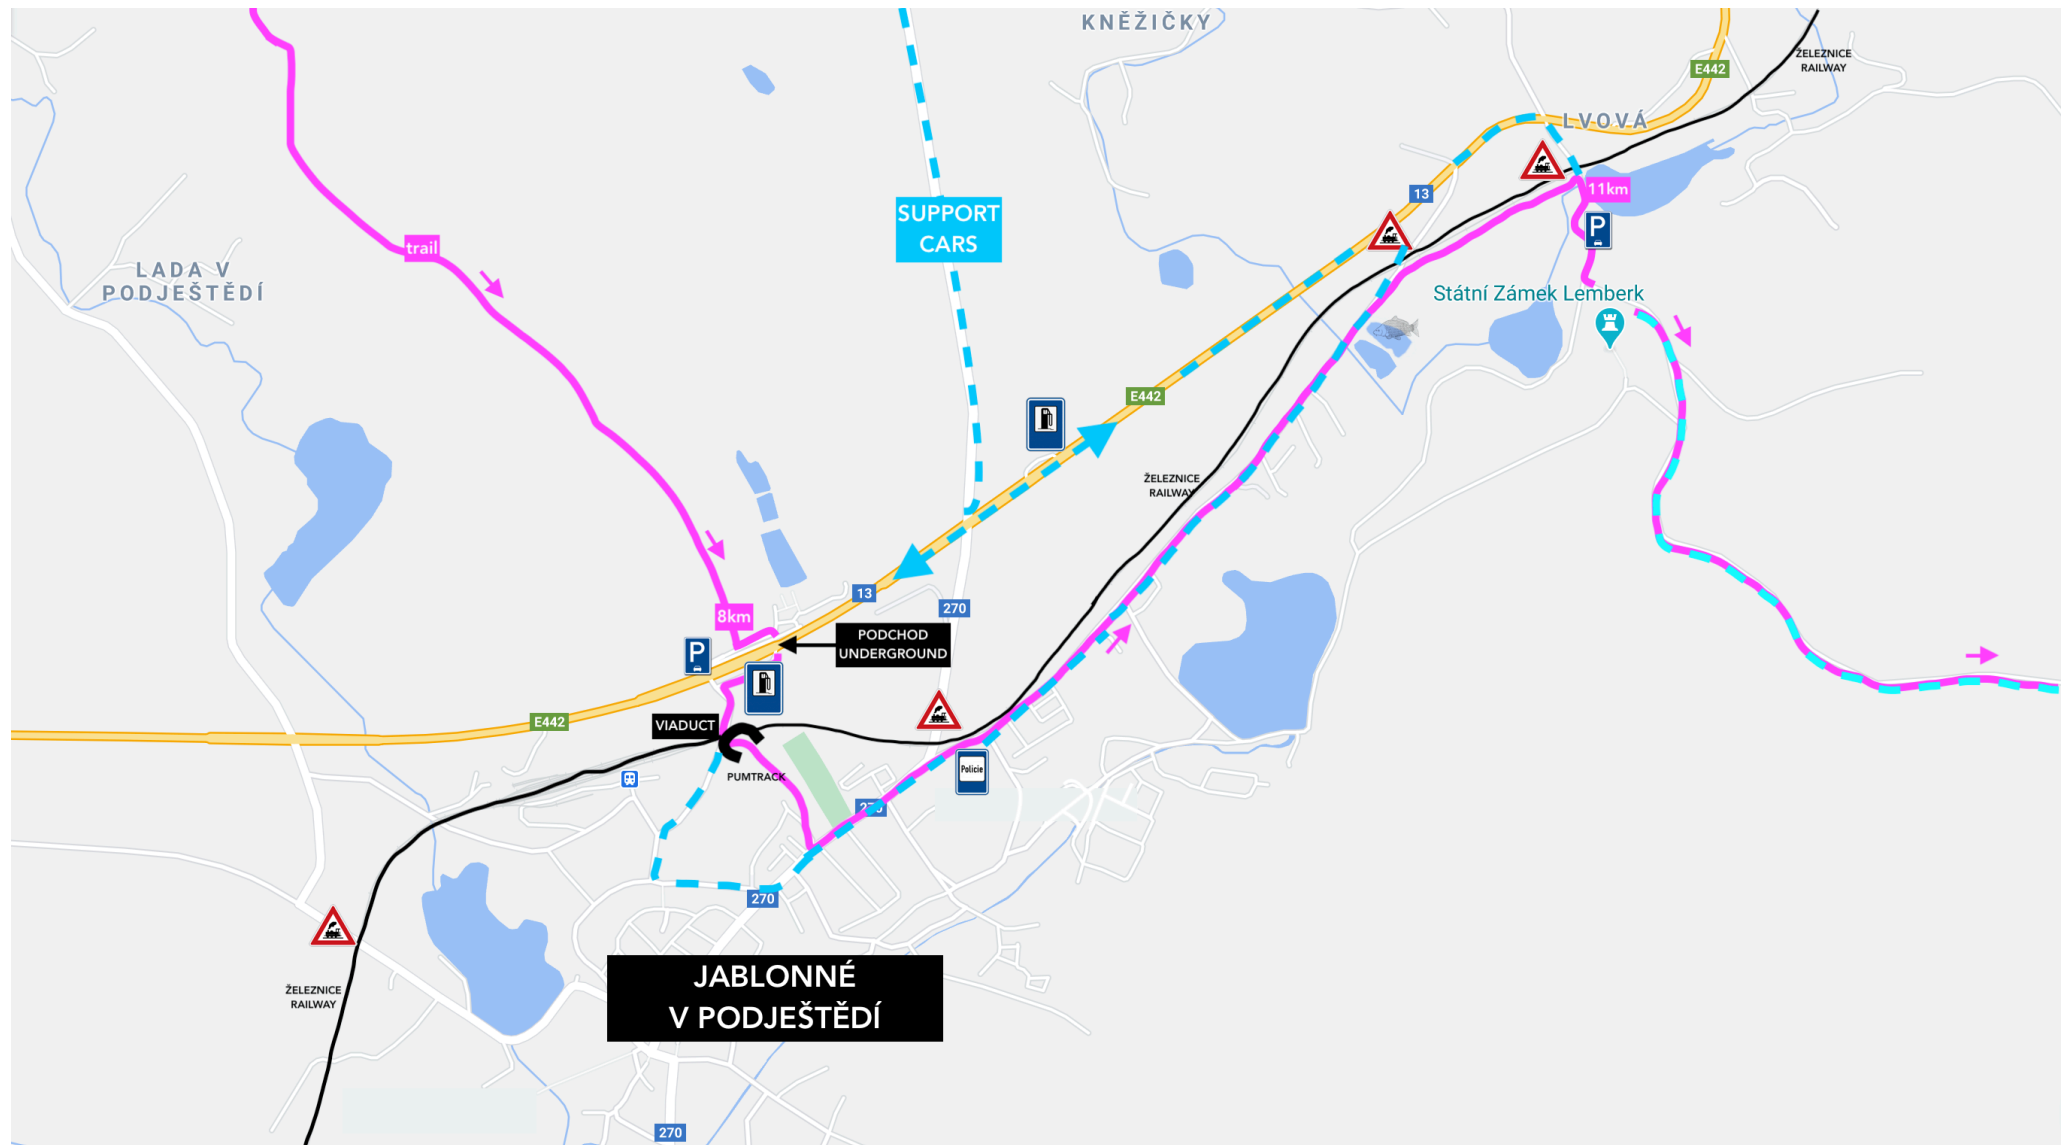 KNĚŽIČKY
ŽELEZNICE
RAILWAY
E442
LVOVÁ
11km
13
P
SUPPORT
CARS
trail
LADA V
PODJEŠTĚDÍ
Státní Zámek Lemberk
E442
ŽELEZNICE
RAILWAY
13
270
8km
PODCHOD
UNDERGROUND
P
E442
VIADUCT
Policie
PUMTRACK
270
270
ŽELEZNICE
RAILWAY
JABLONNÉ
V PODJEŠTĚDÍ
270